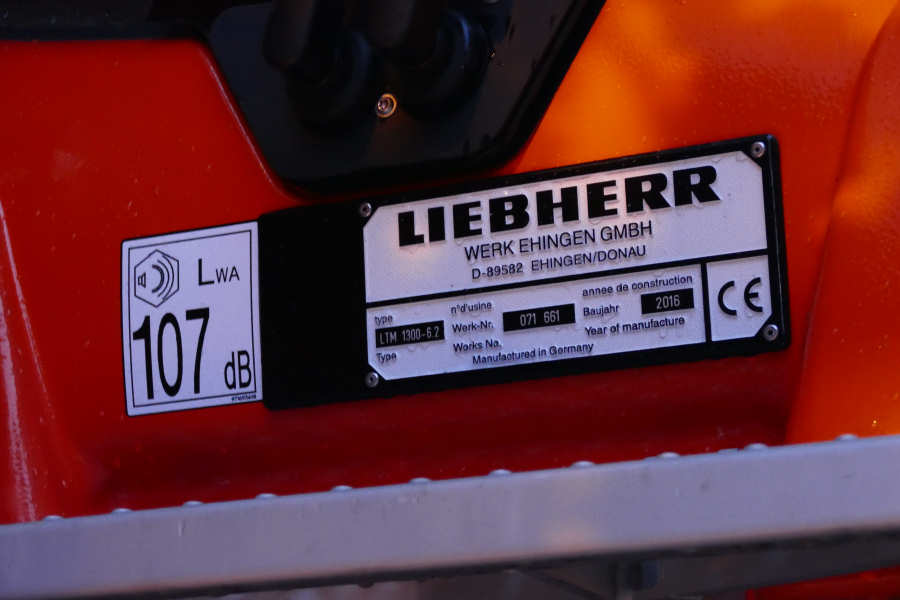 LWA
107 dB
LIEBHERR
WERK EHINGEN GMBH
D-89582 EHINGEN/DONAU
type
LTM 1300-6.2
Type
n°d'usine
Werk-Nr.
Works No.
071 661
annee de construction
Baujahr
2016
Year of manufacture
Manufactured in Germany
CE